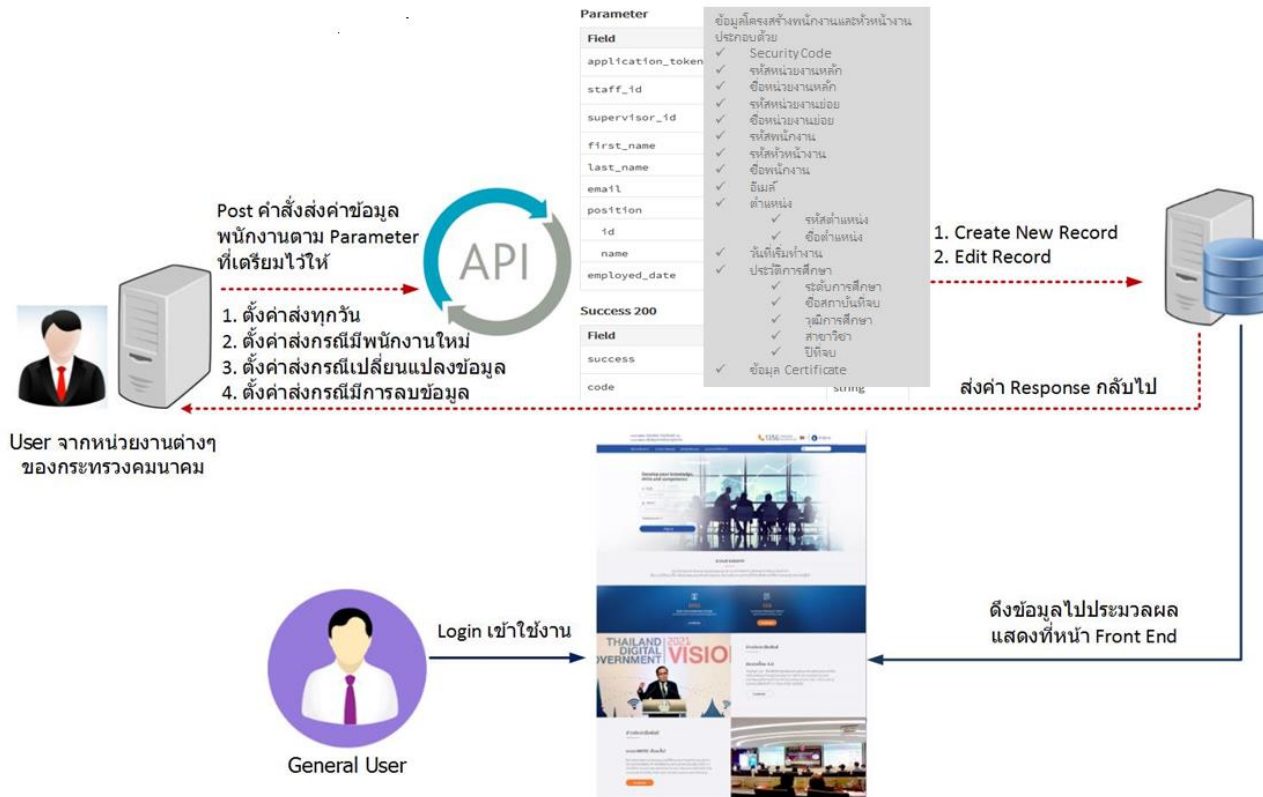 Parameter
Field
application_token
staff_id
supervisor_id
first_name
last_name
email
position
id
name
employed_date
Success 200
Field
success
code
string
ข้อมูลโครงสร้างพนักงานและหัวหน้างาน
ประกอบด้วย
✓ Security Code
✓ รหัสหน่วยงานหลัก
✓ ชื่อหน่วยงานหลัก
✓ รหัสหน่วยงานย่อย
✓ ชื่อหน่วยงานย่อย
✓ รหัสพนักงาน
✓ รหัสหัวหน้างาน
✓ ชื่อพนักงาน
✓ อีเมล์
✓ ตำแหน่ง
✓ รหัสตำแหน่ง
✓ ชื่อตำแหน่ง
✓ วันที่เริ่มทำงาน
✓ ประวัติการศึกษา
✓ ระดับการศึกษา
✓ ชื่อสถาบันที่จบ
✓ วุฒิการศึกษา
✓ สาขาวิชา
✓ ปีที่จบ
✓ ข้อมูล Certificate
Post คำสั่งส่งค่าข้อมูล
พนักงานตาม Parameter
ที่เตรียมไว้ให้
API
1. ตั้งค่าส่งทุกวัน
2. ตั้งค่าส่งกรณีมีพนักงานใหม่
3. ตั้งค่าส่งกรณีเปลี่ยนแปลงข้อมูล
4. ตั้งค่าส่งกรณีมีการลบข้อมูล
1. Create New Record
2. Edit Record
ส่งค่า Response กลับไป
User จากหน่วยงานต่างๆ
ของกระทรวงคมนาคม
Develop your knowledge,
skills and competence
Login เข้าใช้งาน
ดึงข้อมูลไปประมวลผล
แสดงที่หน้า Front End
THAILAND 2021
DIGITAL VISIO
OVERNMENT
General User